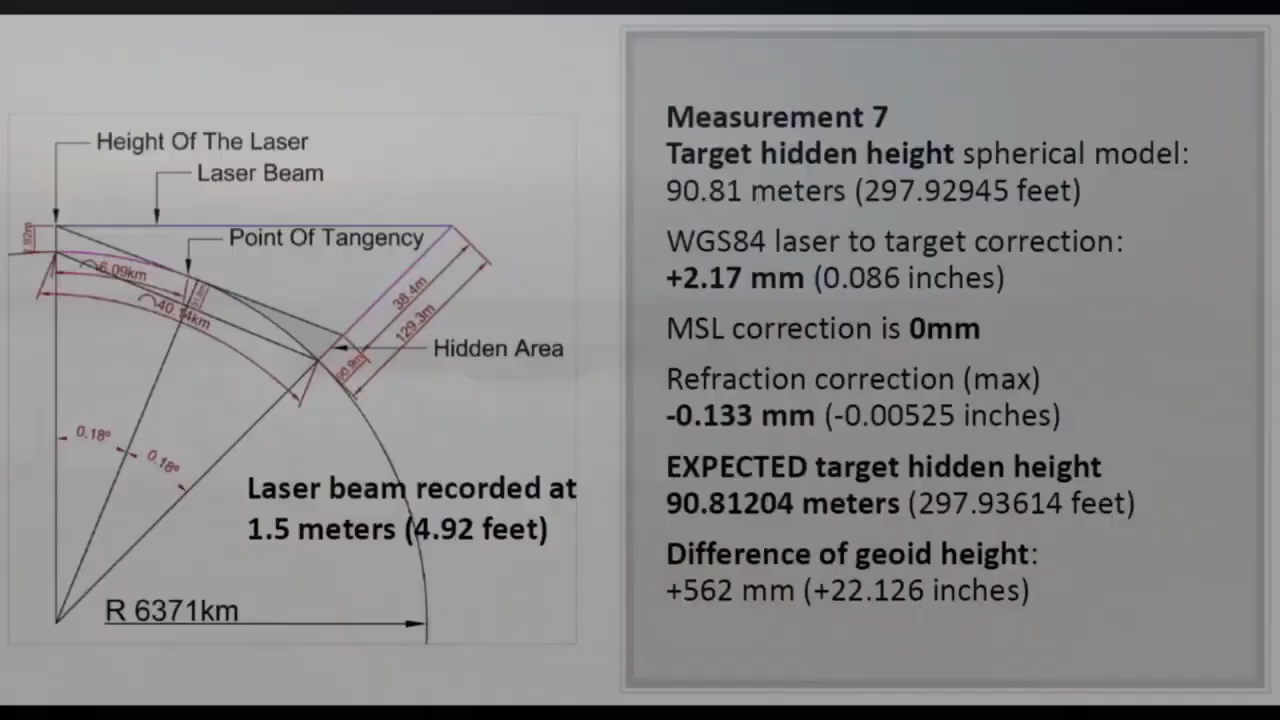 Height Of The Laser
Laser Beam
Point Of Tangency
6.09km
40.14km
38.4m
129.3m
Hidden Area
0.18º
0.18º
Laser beam recorded at
1.5 meters (4.92 feet)
R 6371km
Measurement 7
Target hidden height spherical model:
90.81 meters (297.92945 feet)
WGS84 laser to target correction:
+2.17 mm (0.086 inches)
MSL correction is 0mm
Refraction correction (max)
-0.133 mm (-0.00525 inches)
EXPECTED target hidden height
90.81204 meters (297.93614 feet)
Difference of geoid height:
+562 mm (+22.126 inches)